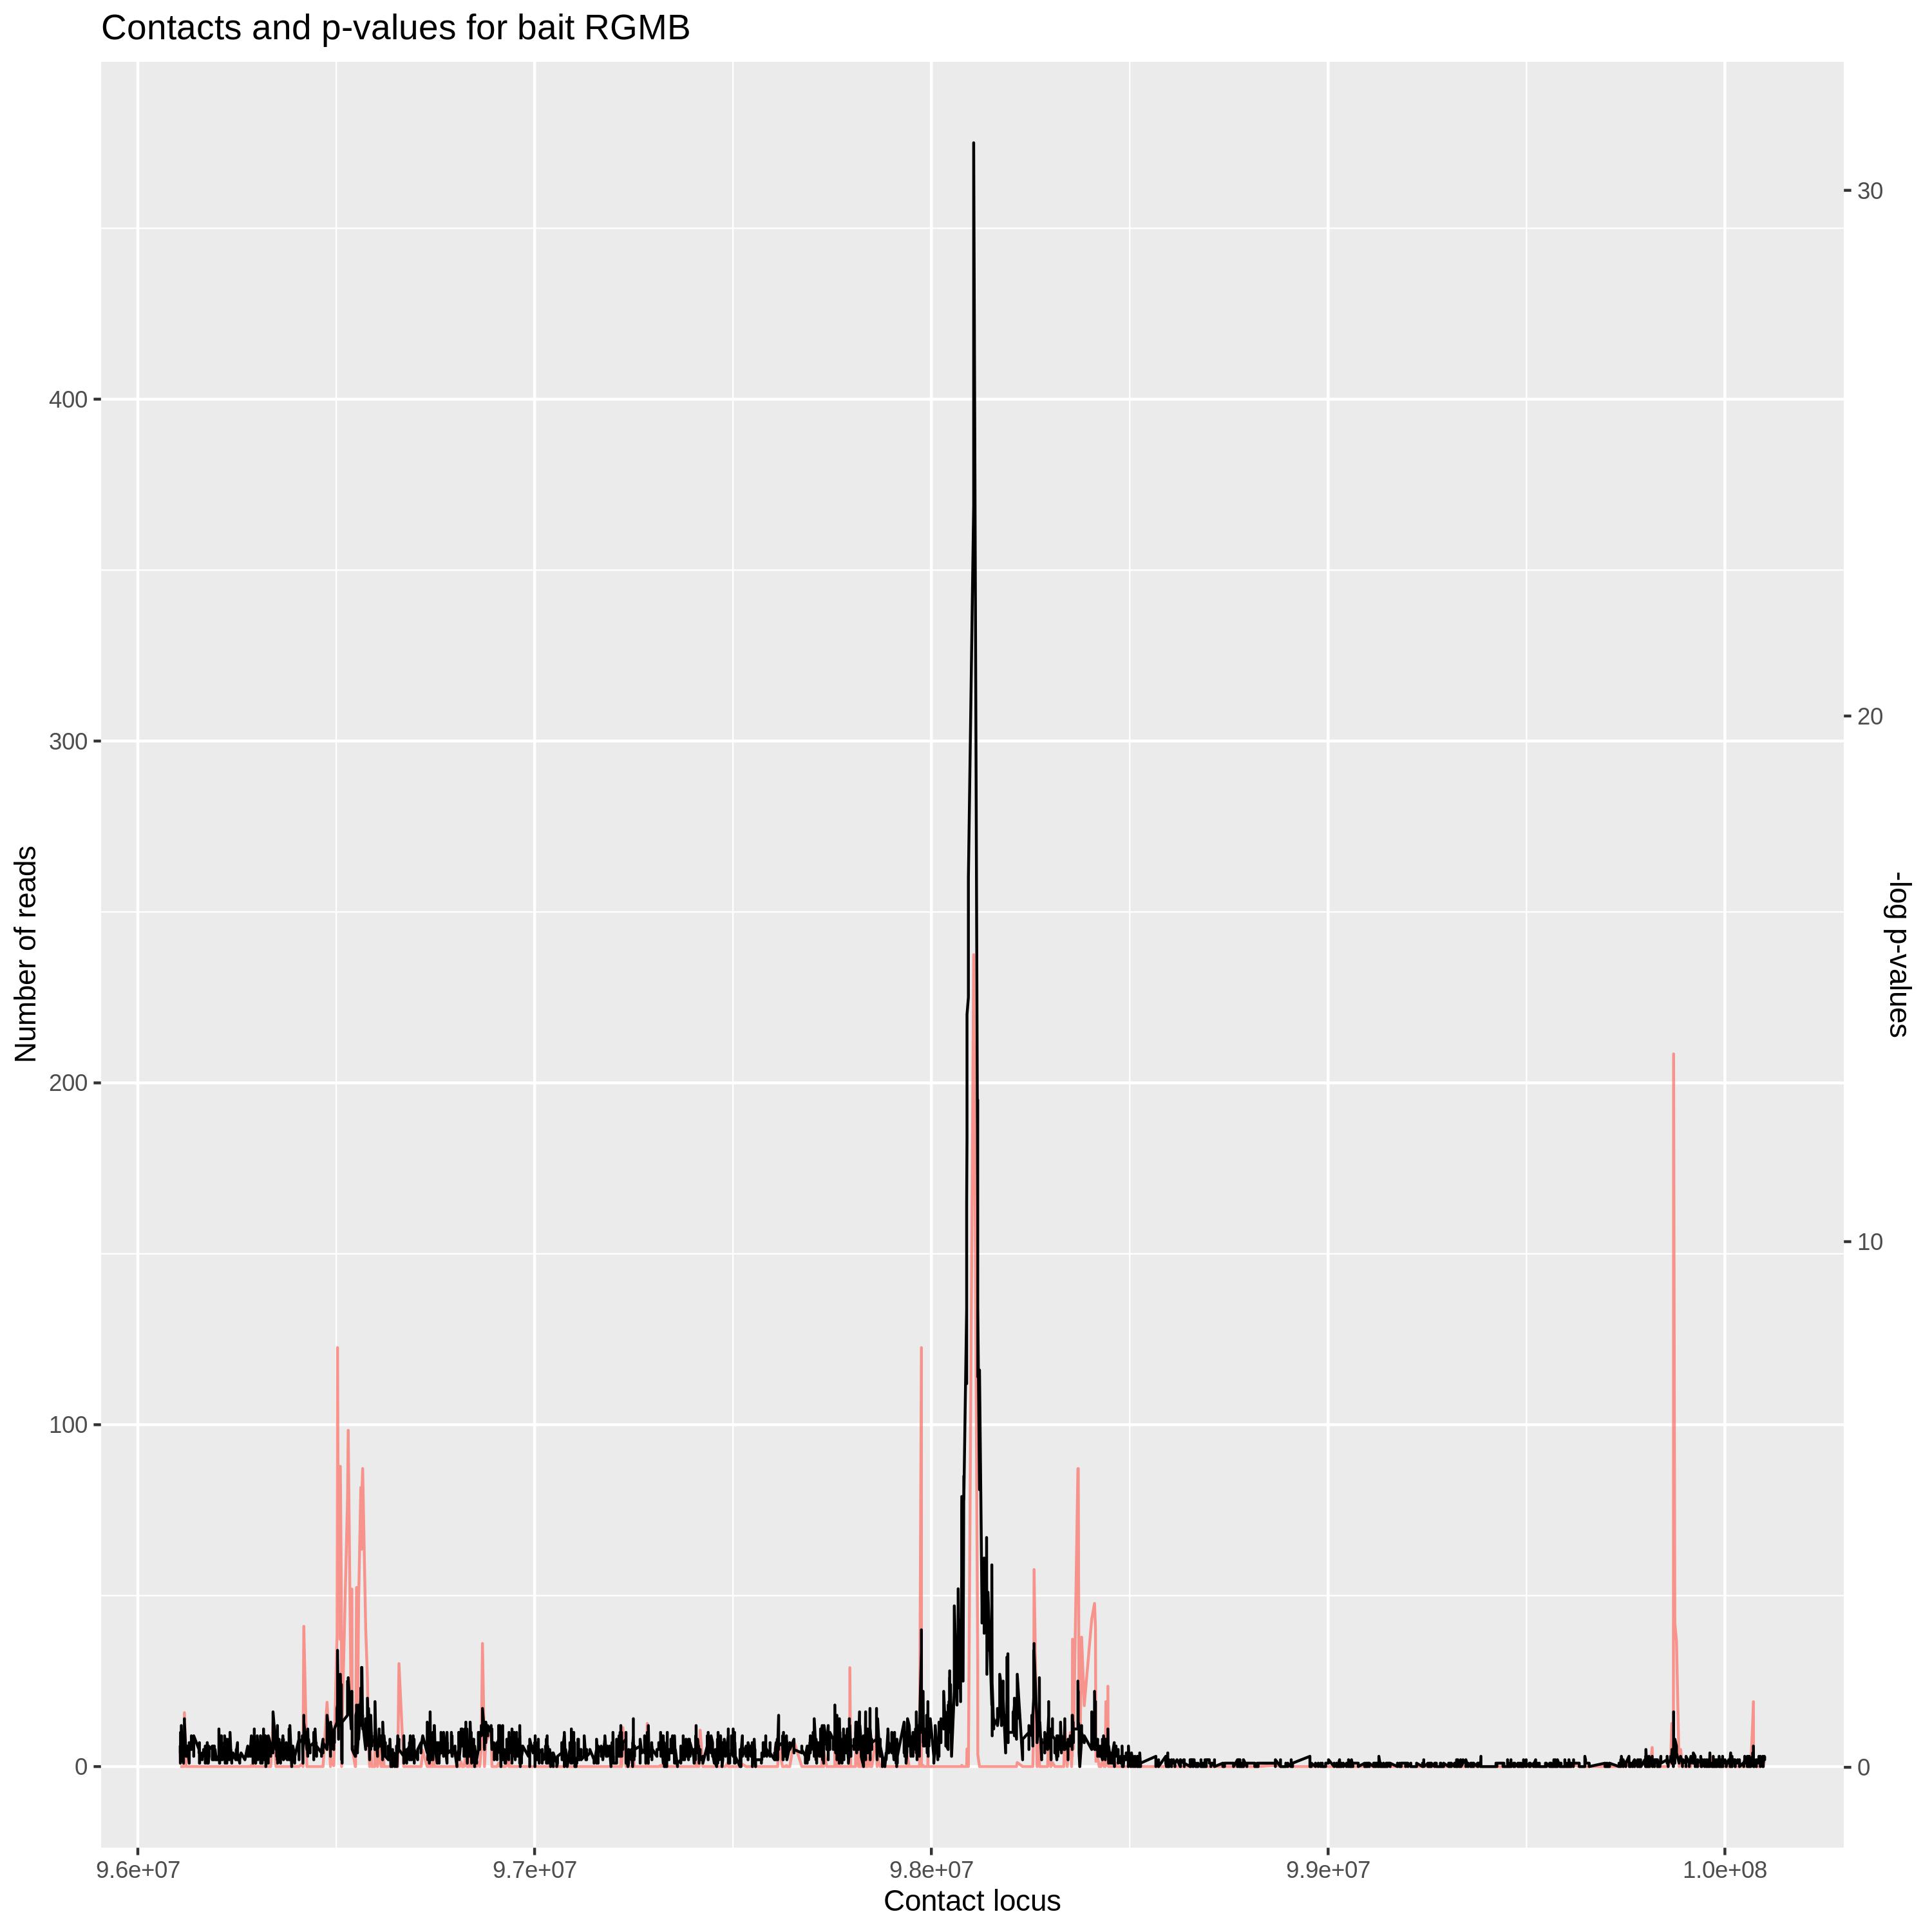 Contacts and p-values for bait RGMB
Number of reads
400
300
200
100
0
30
20
10
0
-log p-values
9.6e+07
9.7e+07
9.8e+07
9.9e+07
1.0e+08
Contact locus